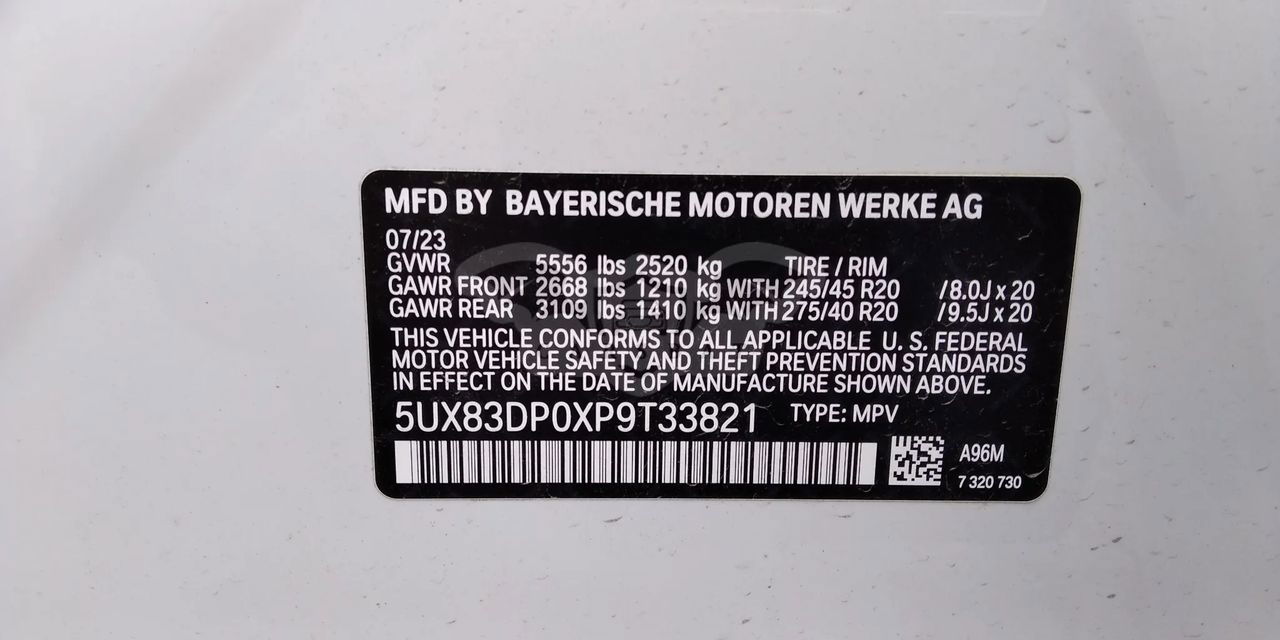 MFD BY BAYERISCHE MOTOREN WERKE AG
07/23
GVWR 5556 lbs 2520 kg TIRE / RIM
GAWR FRONT 2668 lbs 1210 kg WITH 245/45 R20 /8.0J x 20
GAWR REAR 3109 lbs 1410 kg WITH 275/40 R20 /9.5J x 20
THIS VEHICLE CONFORMS TO ALL APPLICABLE U. S. FEDERAL
MOTOR VEHICLE SAFETY AND THEFT PREVENTION STANDARDS
IN EFFECT ON THE DATE OF MANUFACTURE SHOWN ABOVE.
5UX83DP0XP9T33821 TYPE: MPV
A96M
7 320 730